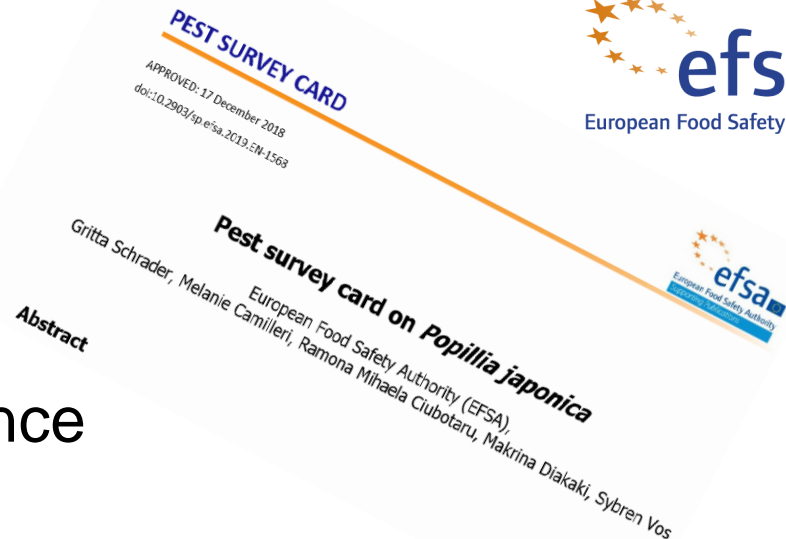 efs
European Food Safety
PEST SURVEY CARD
APPROVED: 17 December 2018
doi:10.2903/sp.efsa.2019.EN-1568
efsa
European Food Safety Authority
Supporting Publications
Pest survey card on Popillia japonica
European Food Safety Authority (EFSA),
Gritta Schrader, Melanie Camilleri, Ramona Mihaela Ciubotaru, Makrina Diakaki, Sybren Vos
Abstract
nce